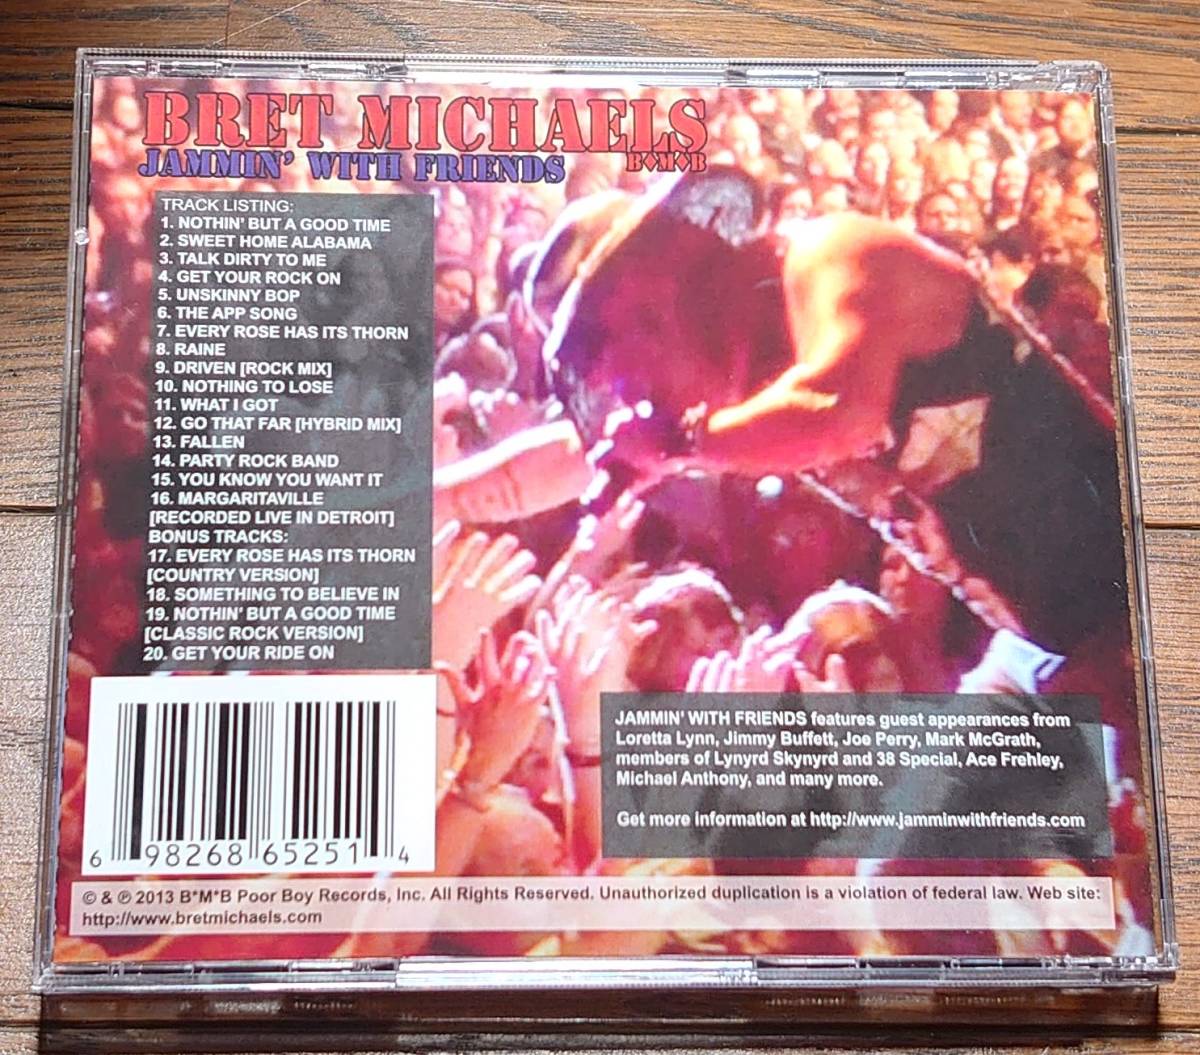 BRET MICHAELS
JAMMIN' WITH FRIENDS
B♦M♦B
TRACK LISTING:
1. NOTHIN' BUT A GOOD TIME
2. SWEET HOME ALABAMA
3. TALK DIRTY TO ME
4. GET YOUR ROCK ON
5. UNSKINNY BOP
6. THE APP SONG
7. EVERY ROSE HAS ITS THORN
8. RAINE
9. DRIVEN [ROCK MIX]
10. NOTHING TO LOSE
11. WHAT I GOT
12. GO THAT FAR [HYBRID MIX]
13. FALLEN
14. PARTY ROCK BAND
15. YOU KNOW YOU WANT IT
16. MARGARITAVILLE
[RECORDED LIVE IN DETROIT]
BONUS TRACKS:
17. EVERY ROSE HAS ITS THORN
[COUNTRY VERSION]
18. SOMETHING TO BELIEVE IN
19. NOTHIN' BUT A GOOD TIME
[CLASSIC ROCK VERSION]
20. GET YOUR RIDE ON
6 98268 65251 4
JAMMIN' WITH FRIENDS features guest appearances from
Loretta Lynn, Jimmy Buffett, Joe Perry, Mark McGrath,
members of Lynyrd Skynyrd and 38 Special, Ace Frehley,
Michael Anthony, and many more.
Get more information at http://www.jamminwithfriends.com
© & ℗ 2013 B*M*B Poor Boy Records, Inc. All Rights Reserved. Unauthorized duplication is a violation of federal law. Web site:
http://www.bretmichaels.com